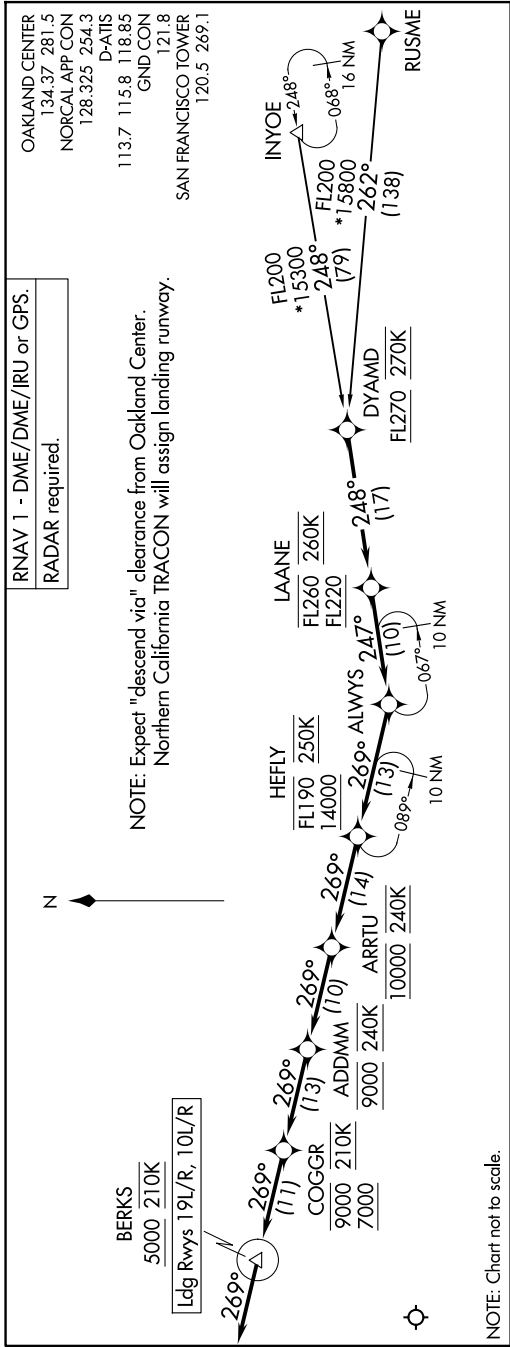 RNAV 1 - DME/DME/IRU or GPS.
RADAR required.
OAKLAND CENTER
134.37 281.5
NORCAL APP CON
128.325 254.3
D-ATIS
113.7 115.8 118.85
GND CON
121.8
SAN FRANCISCO TOWER
120.5 269.1
NOTE: Expect "descend via" clearance from Oakland Center.
Northern California TRACON will assign landing runway.
N
INYOE
248°
068°
16 NM
RUSME
FL200
*15300
248°
(79)
FL200
*15800
262°
(138)
DYAMD
FL270 270K
248°
(17)
LAANE
FL260 260K
FL220
247°
(10)
ALWYS
067°
10 NM
269°
(13)
HEFLY
FL190 250K
14000
089°
10 NM
269°
(14)
ARRTU
10000 240K
269°
(10)
ADDMM
9000 240K
269°
(13)
COGGR
9000 210K
7000
269°
(11)
BERKS
5000 210K
Ldg Rwys 19L/R, 10L/R
269°
NOTE: Chart not to scale.